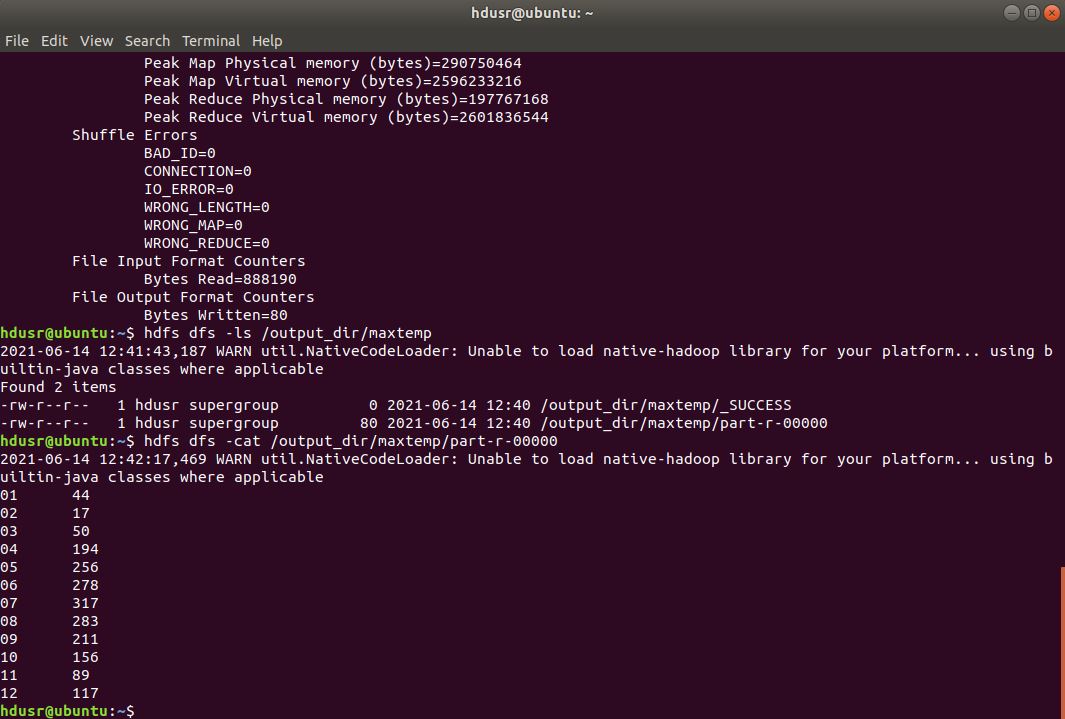 hdusr@ubuntu: ~
File Edit View Search Terminal Help
Peak Map Physical memory (bytes)=290750464
Peak Map Virtual memory (bytes)=2596233216
Peak Reduce Physical memory (bytes)=197767168
Peak Reduce Virtual memory (bytes)=2601836544
Shuffle Errors
BAD_ID=0
CONNECTION=0
IO_ERROR=0
WRONG_LENGTH=0
WRONG_MAP=0
WRONG_REDUCE=0
File Input Format Counters
Bytes Read=888190
File Output Format Counters
Bytes Written=80
hdusr@ubuntu:~$ hdfs dfs -ls /output_dir/maxtemp
2021-06-14 12:41:43,187 WARN util.NativeCodeLoader: Unable to load native-hadoop library for your platform... using b
uiltin-java classes where applicable
Found 2 items
-rw-r--r-- 1 hdusr supergroup 0 2021-06-14 12:40 /output_dir/maxtemp/_SUCCESS
-rw-r--r-- 1 hdusr supergroup 80 2021-06-14 12:40 /output_dir/maxtemp/part-r-00000
hdusr@ubuntu:~$ hdfs dfs -cat /output_dir/maxtemp/part-r-00000
2021-06-14 12:42:17,469 WARN util.NativeCodeLoader: Unable to load native-hadoop library for your platform... using b
uiltin-java classes where applicable
01 44
02 17
03 50
04 194
05 256
06 278
07 317
08 283
09 211
10 156
11 89
12 117
hdusr@ubuntu:~$